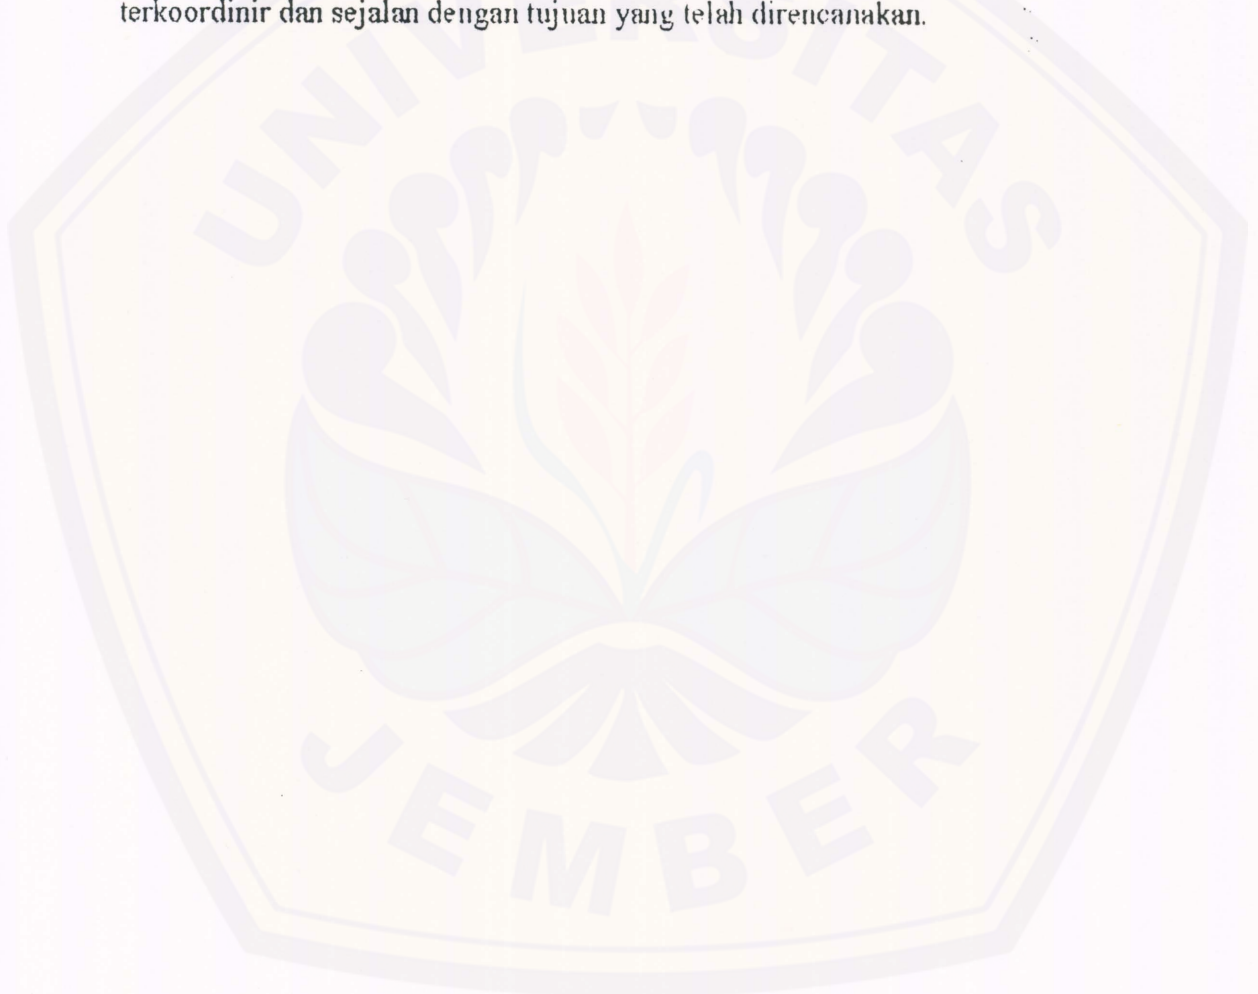 terkoordinir dan sejalan dengan tujuan yang telah direncanakan.
UNIVERSITAS
JEMBER